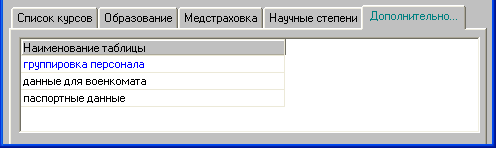 Список курсов Образование Медстраховка Научные степени Дополнительно...
Наименование таблицы
группировка персонала
данные для военкомата
паспортные данные